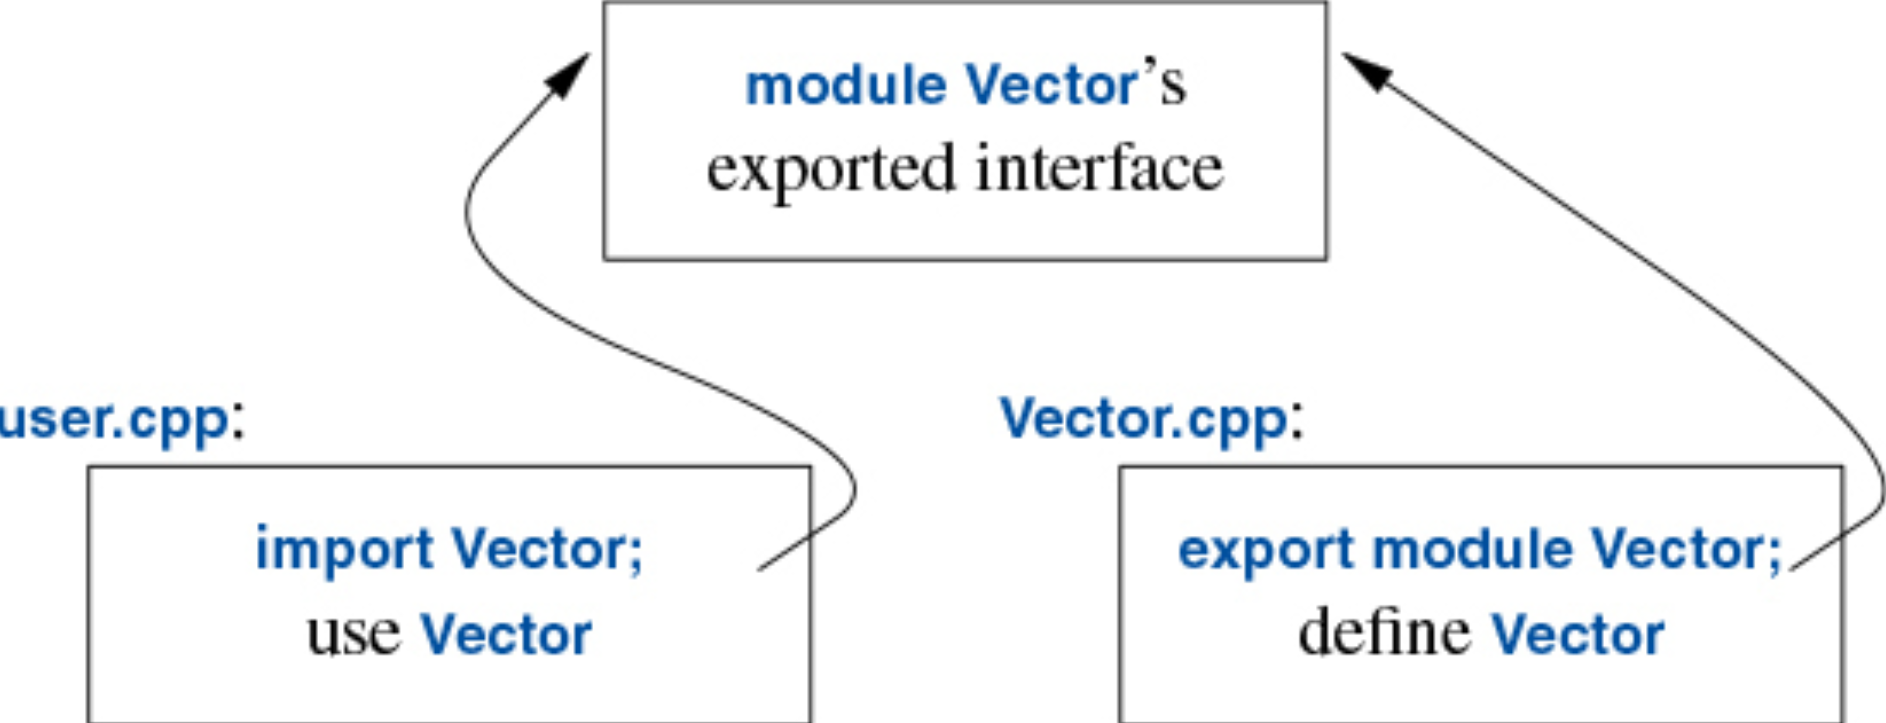 module Vector’s
exported interface
user.cpp:
Vector.cpp:
import Vector;
use Vector
export module Vector;
define Vector